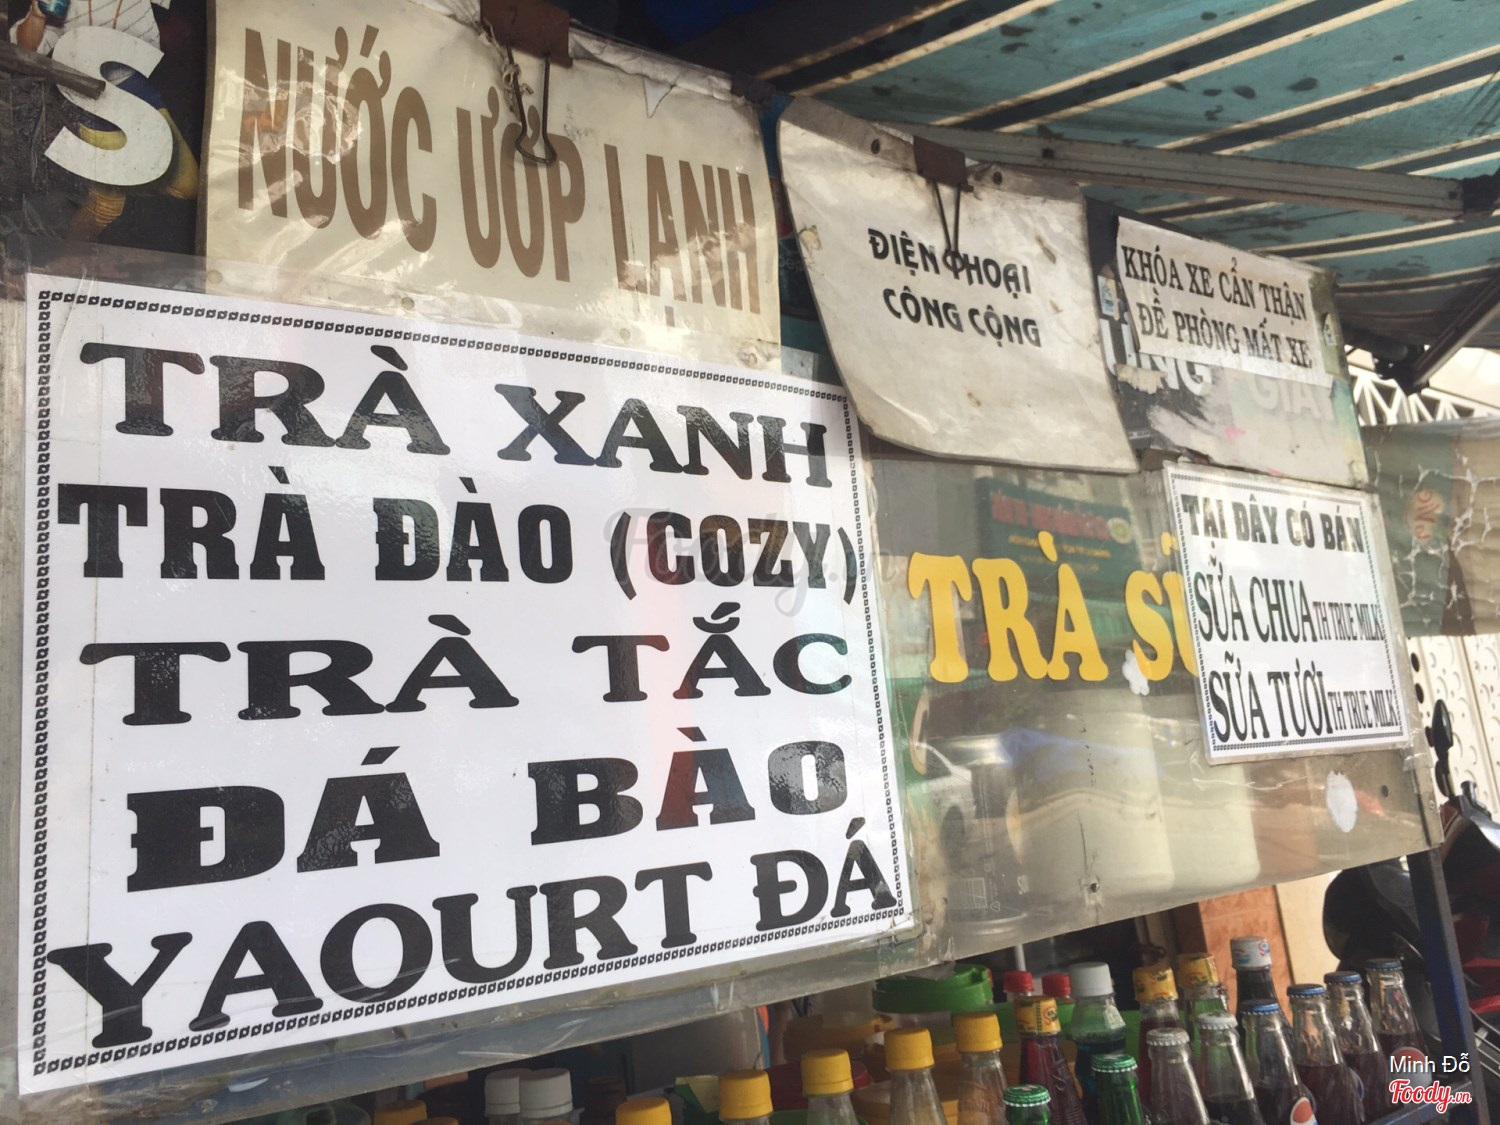 S
NƯỚC ƯỚP LẠNH
ĐIỆN THOẠI
CÔNG CỘNG
KHÓA XE CẨN THẬN
ĐỀ PHÒNG MẤT XE
TRÀ XANH
TRÀ ĐÀO (COZY)
TRÀ TẮC
ĐÁ BÀO
YAOURT ĐÁ
TRÀ SỮ
TẠI ĐÂY CÓ BÁN
SỮA CHUA TH TRUE MILK
SỮA TƯƠI TH TRUE MILK
Foody.vn
Minh Đỗ
Foody.vn